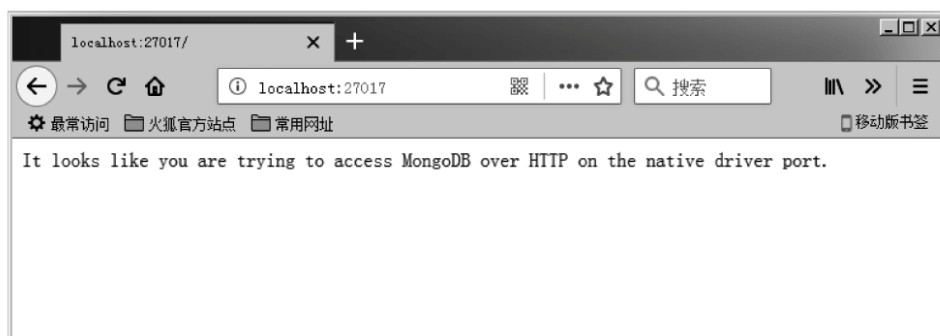 localhost:27017/
localhost:27017
搜索
最常访问 火狐官方站点 常用网址 移动版书签
It looks like you are trying to access MongoDB over HTTP on the native driver port.